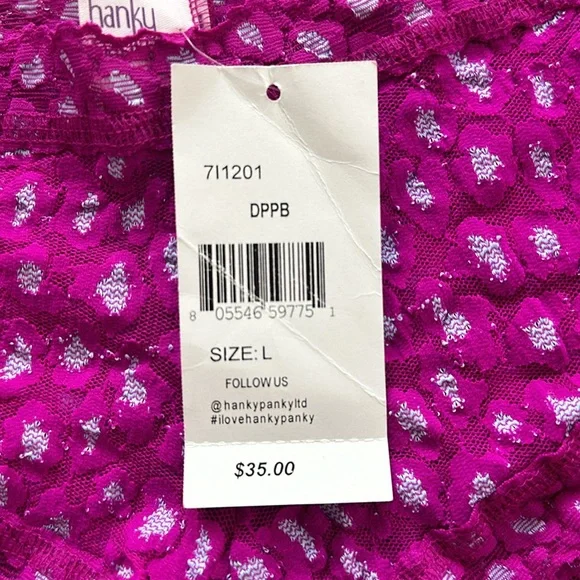 hanky
7I1201
DPPB
8 05546 59775 1
SIZE: L
FOLLOW US
@hankypankyltd
#ilovehankypanky
$35.00